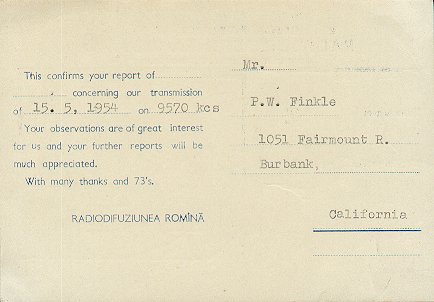 This confirms your report of
concerning our transmission
of 15. 5, 1954 on 9570 kcs
Your observations are of great interest
for us and your further reports will be
much appreciated.
With many thanks and 73's.
RADIODIFUZIUNEA ROMÎNĂ
Mr.
P.W. Finkle
1051 Fairmount R.
Burbank,
California